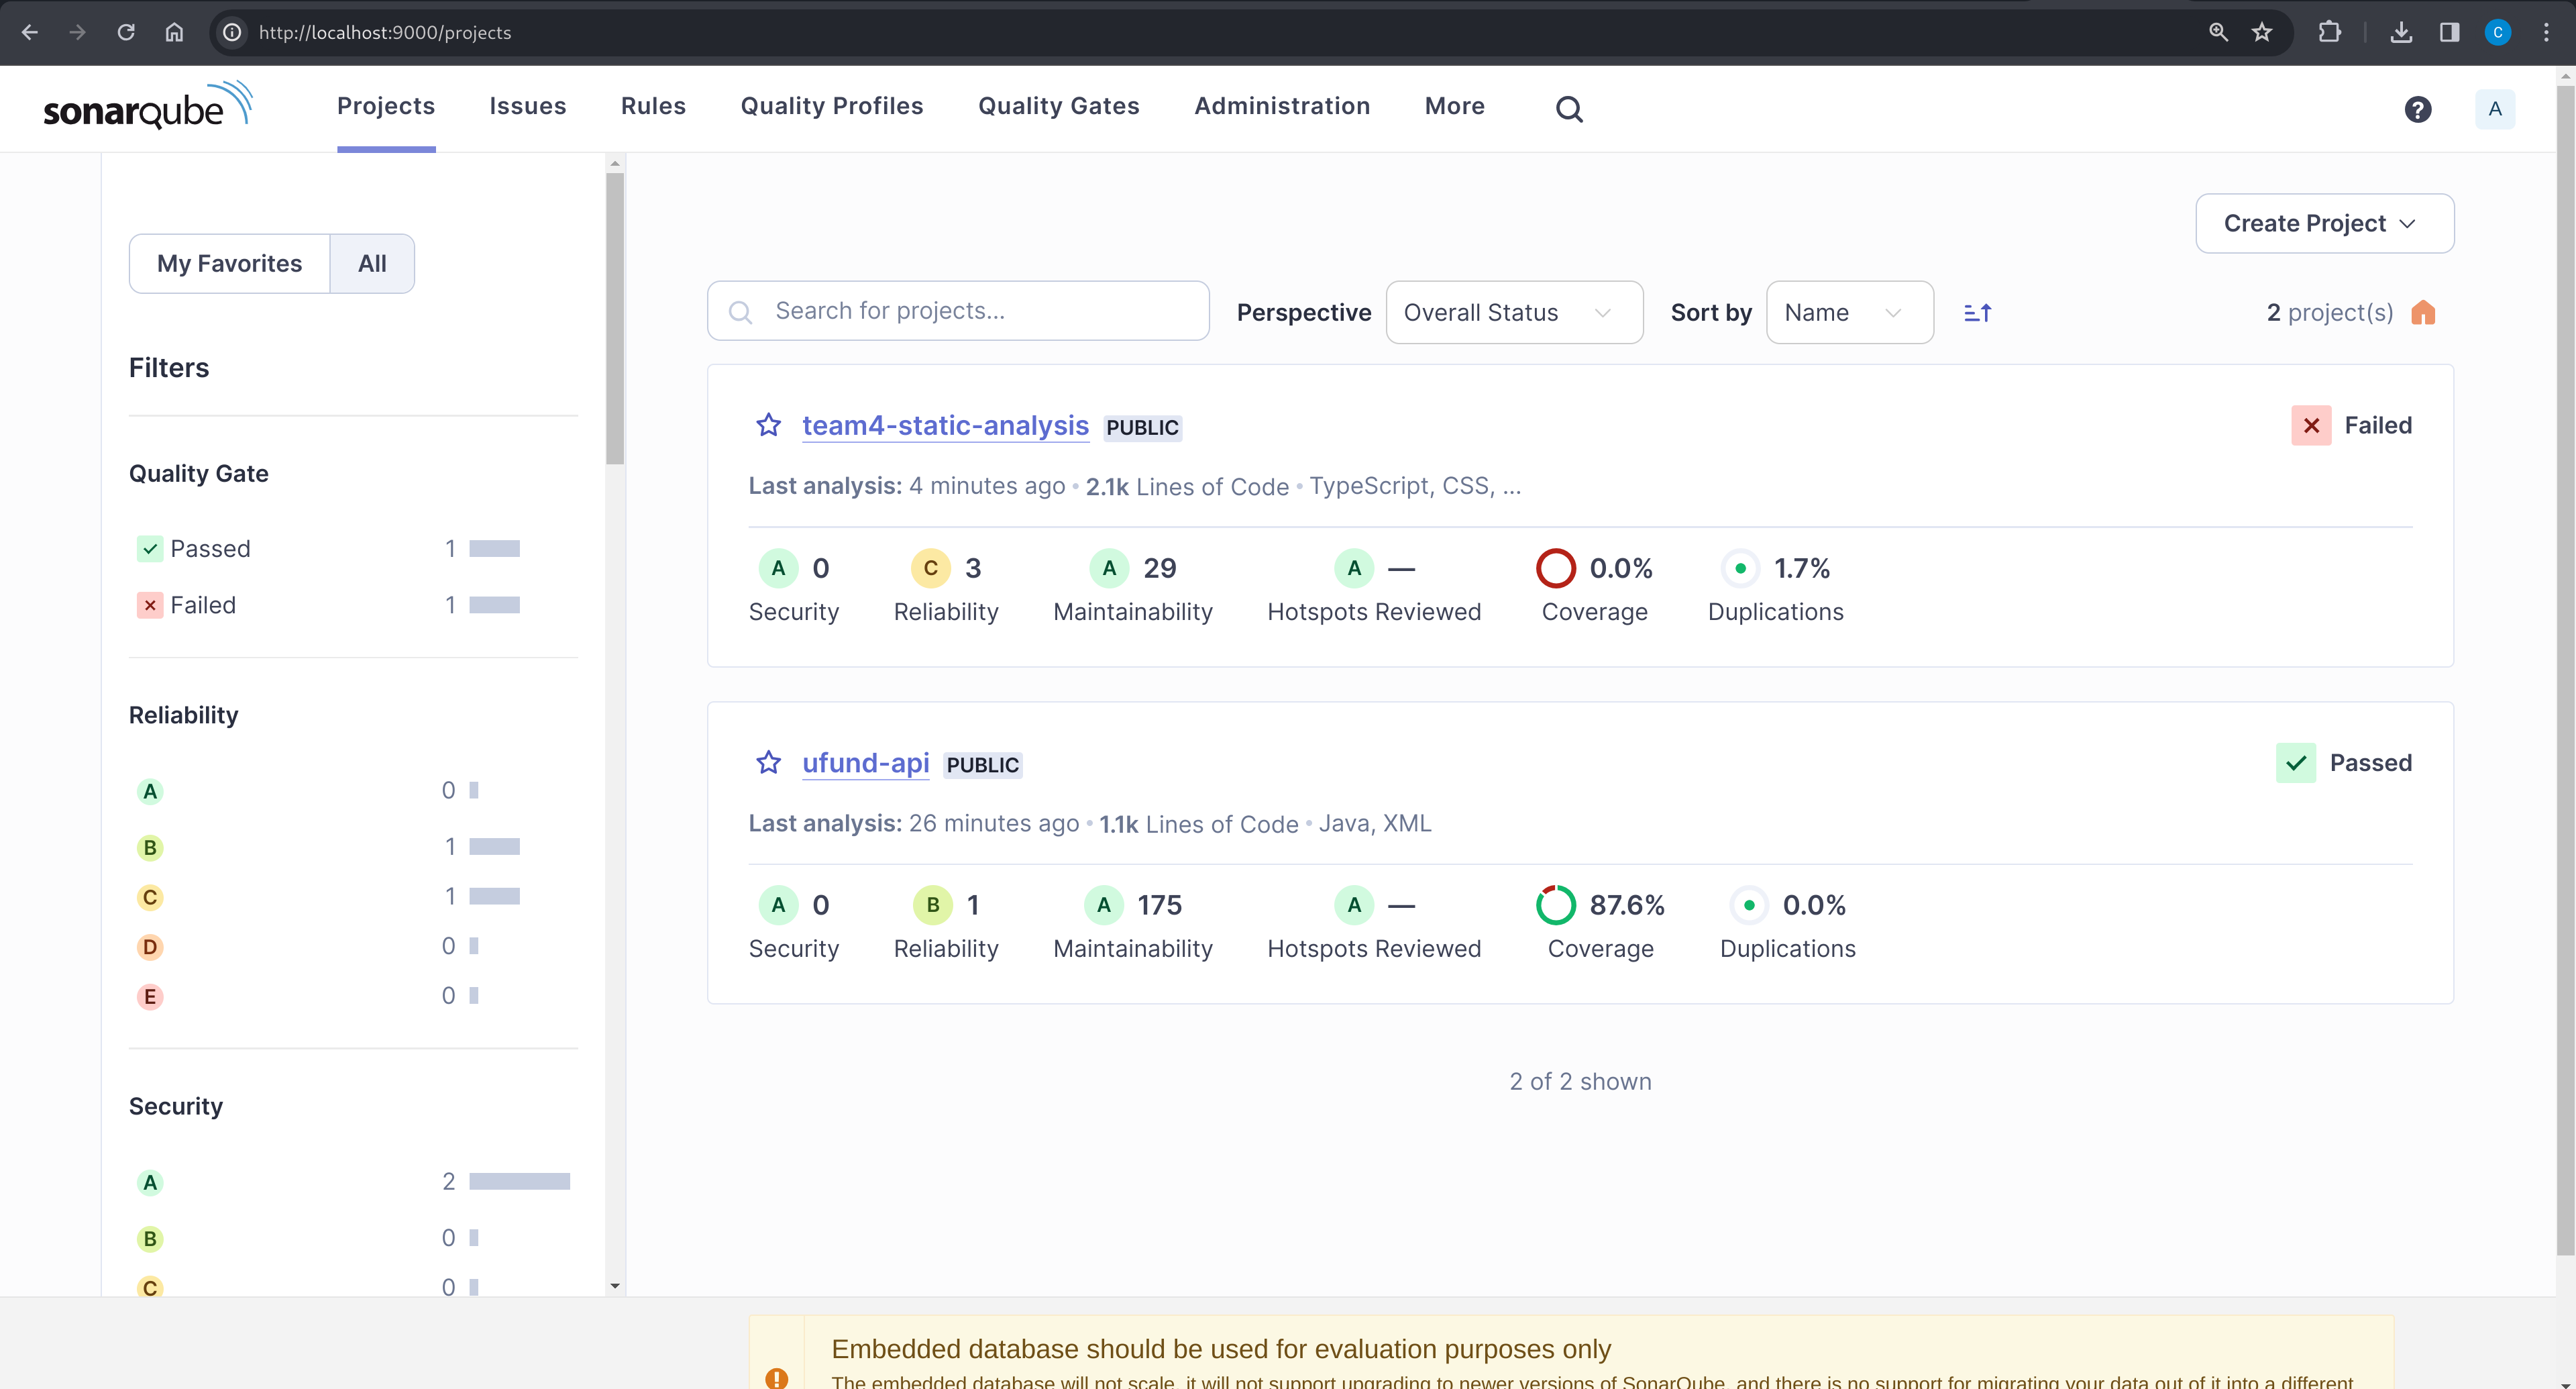 http://localhost:9000/projects
C
sonarqube
Projects Issues Rules Quality Profiles Quality Gates Administration More
? A
My Favorites All
Filters
Quality Gate
Passed 1
Failed 1
Reliability
A 0
B 1
C 1
D 0
E 0
Security
A 2
B 0
C 0
Create Project
Search for projects... Perspective Overall Status Sort by Name 2 project(s)
team4-static-analysis PUBLIC Failed
Last analysis: 4 minutes ago • 2.1k Lines of Code • TypeScript, CSS, ...
A 0 C 3 A 29 A — 0.0% 1.7%
Security Reliability Maintainability Hotspots Reviewed Coverage Duplications
ufund-api PUBLIC Passed
Last analysis: 26 minutes ago • 1.1k Lines of Code • Java, XML
A 0 B 1 A 175 A — 87.6% 0.0%
Security Reliability Maintainability Hotspots Reviewed Coverage Duplications
2 of 2 shown
Embedded database should be used for evaluation purposes only
The embedded database will not scale, it will not support upgrading to newer versions of SonarQube, and there is no support for migrating your data out of it into a different